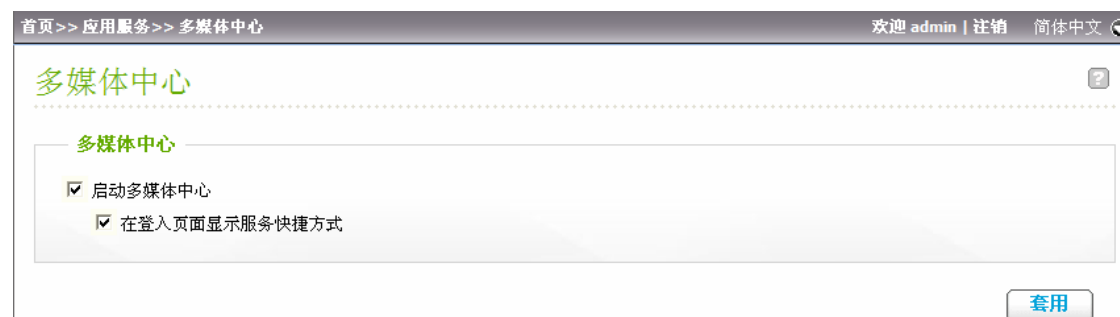 首页>> 应用服务>> 多媒体中心 欢迎 admin | 注销 简体中文
多媒体中心 ?
多媒体中心
启动多媒体中心
在登入页面显示服务快捷方式
套用